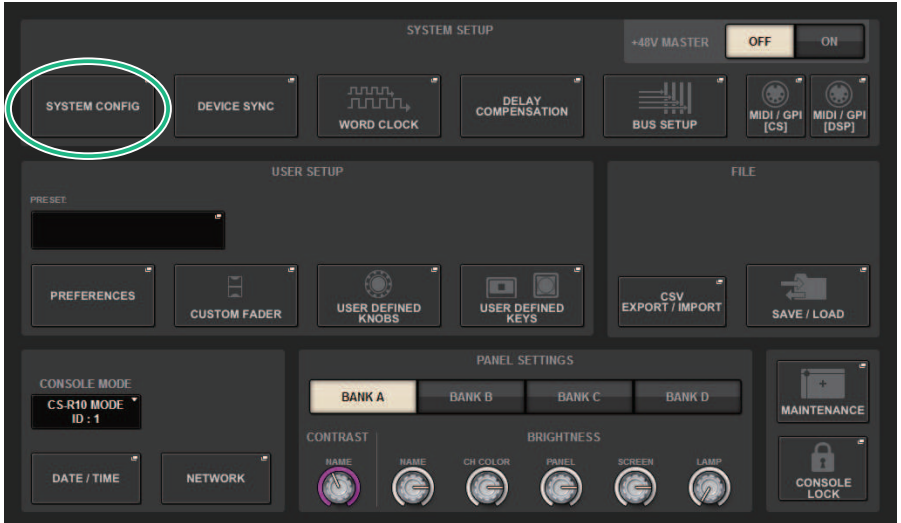 SYSTEM SETUP
+48V MASTER
OFF
ON
SYSTEM CONFIG
DEVICE SYNC
WORD CLOCK
DELAY
COMPENSATION
BUS SETUP
MIDI / GPI
[CS]
MIDI / GPI
[DSP]
USER SETUP
PRESET:
PREFERENCES
CUSTOM FADER
USER DEFINED
KNOBS
USER DEFINED
KEYS
FILE
CSV
EXPORT / IMPORT
SAVE / LOAD
CONSOLE MODE
CS-R10 MODE
ID : 1
DATE / TIME
NETWORK
PANEL SETTINGS
BANK A
BANK B
BANK C
BANK D
CONTRAST
BRIGHTNESS
NAME
NAME
CH COLOR
PANEL
SCREEN
LAMP
MAINTENANCE
CONSOLE
LOCK